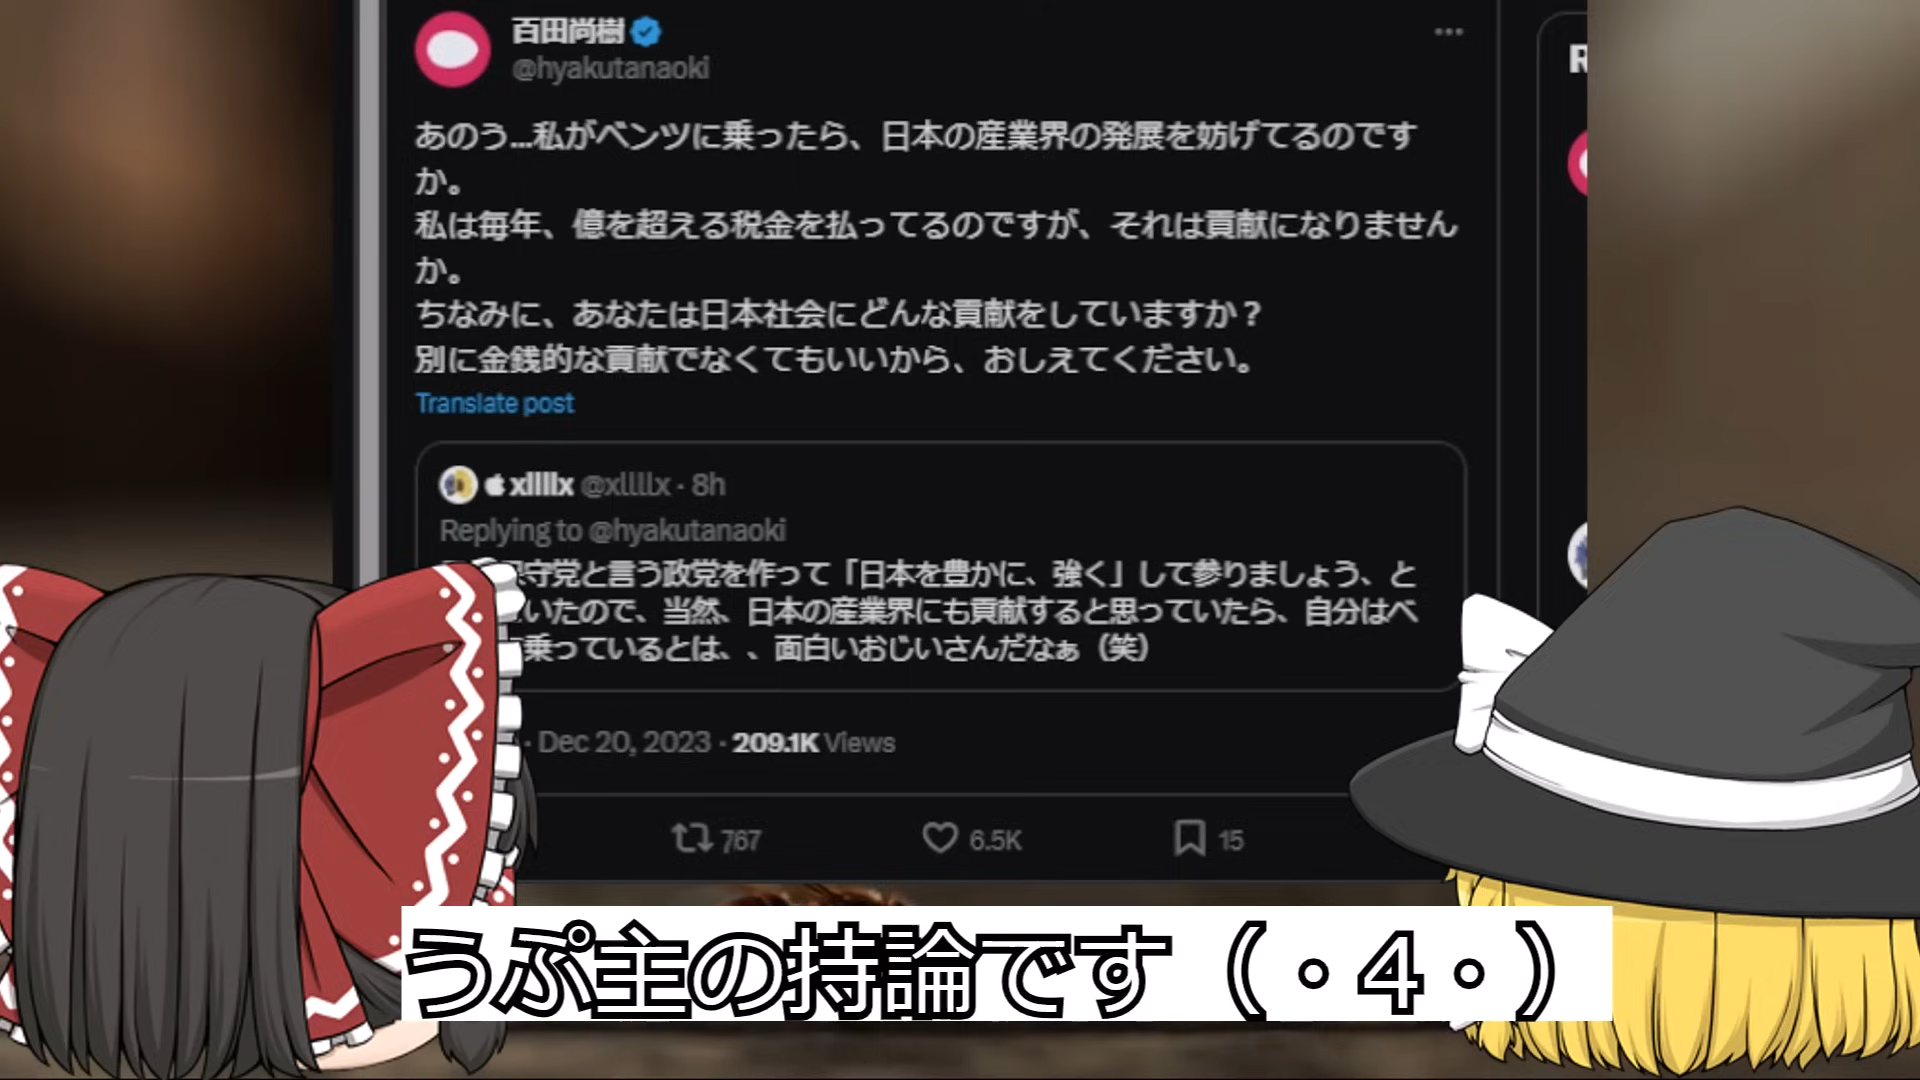 百田尚樹
@hyakutanaoki
あのう...私がベンツに乗ったら、日本の産業界の発展を妨げてるのです
か。
私は毎年、億を超える税金を払ってるのですが、それは貢献になりません
か。
ちなみに、あなたは日本社会にどんな貢献をしていますか？
別に金銭的な貢献でなくてもいいから、おしえてください。
Translate post
xllllx @xllllx · 8h
Replying to @hyakutanaoki
守党と言う政党を作って「日本を豊かに、強く」して参りましょう、と
いたので、当然、日本の産業界にも貢献すると思っていたら、自分はベ
乗っているとは、、面白いおじいさんだなぁ（笑）
· Dec 20, 2023 · 209.1K Views
767 6.5K 15
R
うぷ主の持論です（・4・）